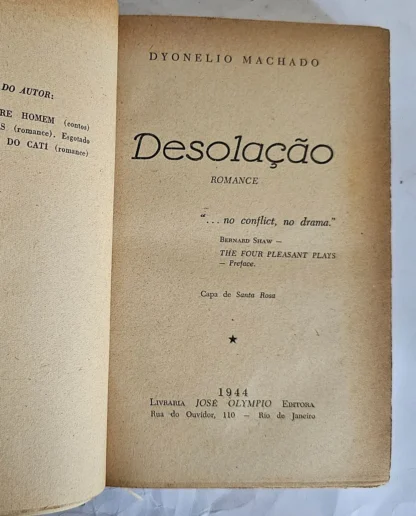 DO AUTOR:
RE HOMEM (contos)
S (romance). Esgotado
DO CATÍ (romance)
DYONELIO MACHADO
Desolação
ROMANCE
"... no conflict, no drama."
BERNARD SHAW —
THE FOUR PLEASANT PLAYS
— Preface.
Capa de Santa Rosa
1944
LIVRARIA JOSÉ OLYMPIO EDITORA
Rua do Ouvidor, 110 — Rio de Janeiro